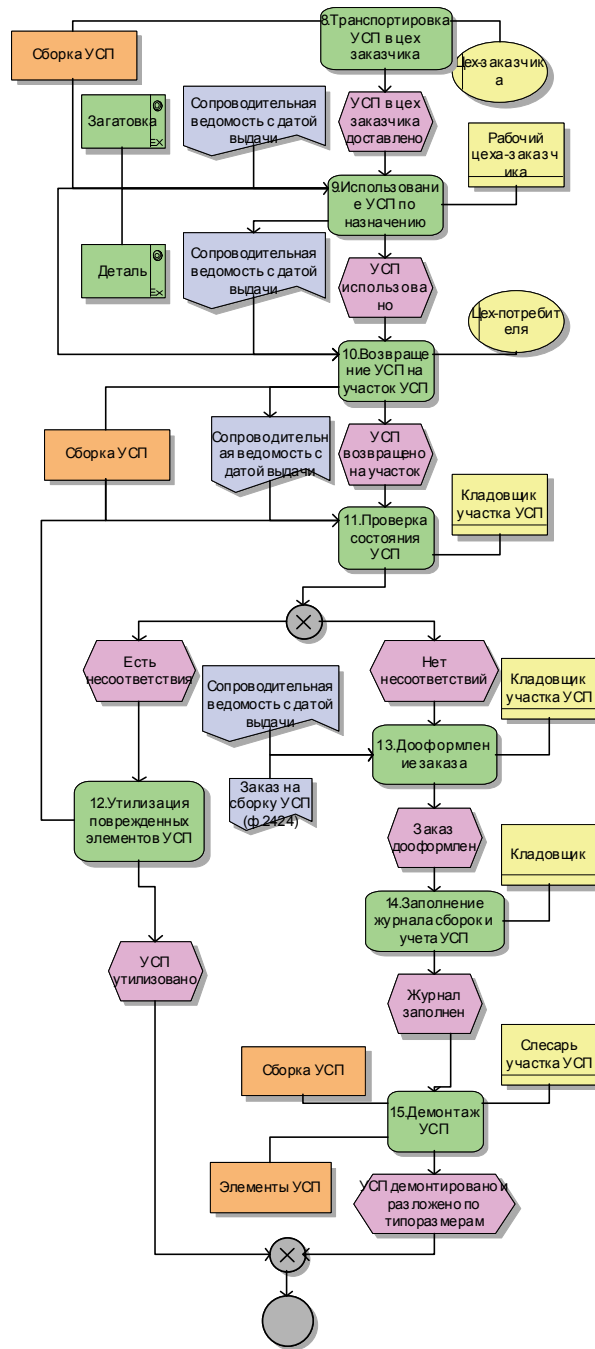 8.Транспортировка
УСП в цех
заказчика
Сборка УСП
Цех-заказчик
а
Загатовка
EX
Сопроводительная
ведомость с датой
выдачи
УСП в цех
заказчика
доставлено
Рабочий
цеха-заказч
ика
9.Использовани
е УСП по
назначению
Деталь
EX
Сопроводительная
ведомость с датой
выдачи
УСП
использова
но
Цех-потребит
еля
10.Возвраще
ние УСП на
участок УСП
Сборка УСП
Сопроводительн
ая ведомость с
датой выдачи
УСП
возвращено
на участок
Кладовщик
участка УСП
11.Проверка
состояния
УСП
Есть
несоответствия
Нет
несоответствий
Сопроводительная
ведомость с датой
выдачи
Кладовщик
участка УСП
13.Дооформлен
ие заказа
12.Утилизация
поврежденных
элементов УСП
Заказ на
сборку УСП
(ф.2424)
Заказ
дооформлен
Кладовщик
14.Заполнение
журнала сборок и
учета УСП
УСП
утилизовано
Журнал
заполнен
Сборка УСП
Слесарь
участка УСП
15.Демонтаж
УСП
Элементы УСП
УСП демонтировано и
разложено по
типоразмерам